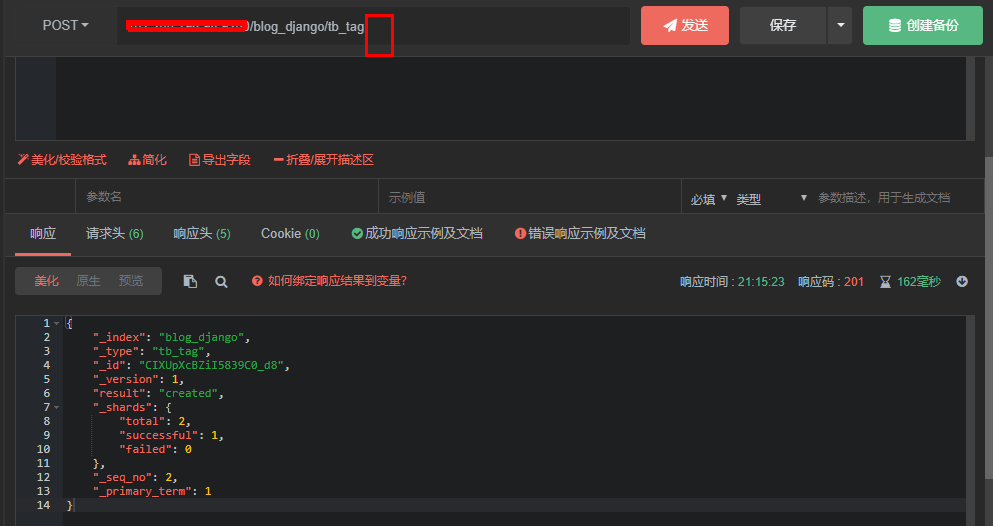 POST /blog_django/tb_tag 发送 保存 创建备份
美化/校验格式 简化 导出字段 折叠/展开描述区
参数名 示例值 必填 类型 参数描述，用于生成文档
响应 请求头 (6) 响应头 (5) Cookie (0) 成功响应示例及文档 错误响应示例及文档
美化 原生 预览 如何绑定响应结果到变量? 响应时间 : 21:15:23 响应码 : 201 162毫秒
1 {
2 "_index": "blog_django",
3 "_type": "tb_tag",
4 "_id": "CIXUpXcBZiI5839C0_d8",
5 "_version": 1,
6 "result": "created",
7 "_shards": {
8 "total": 2,
9 "successful": 1,
10 "failed": 0
11 },
12 "_seq_no": 2,
13 "_primary_term": 1
14 }